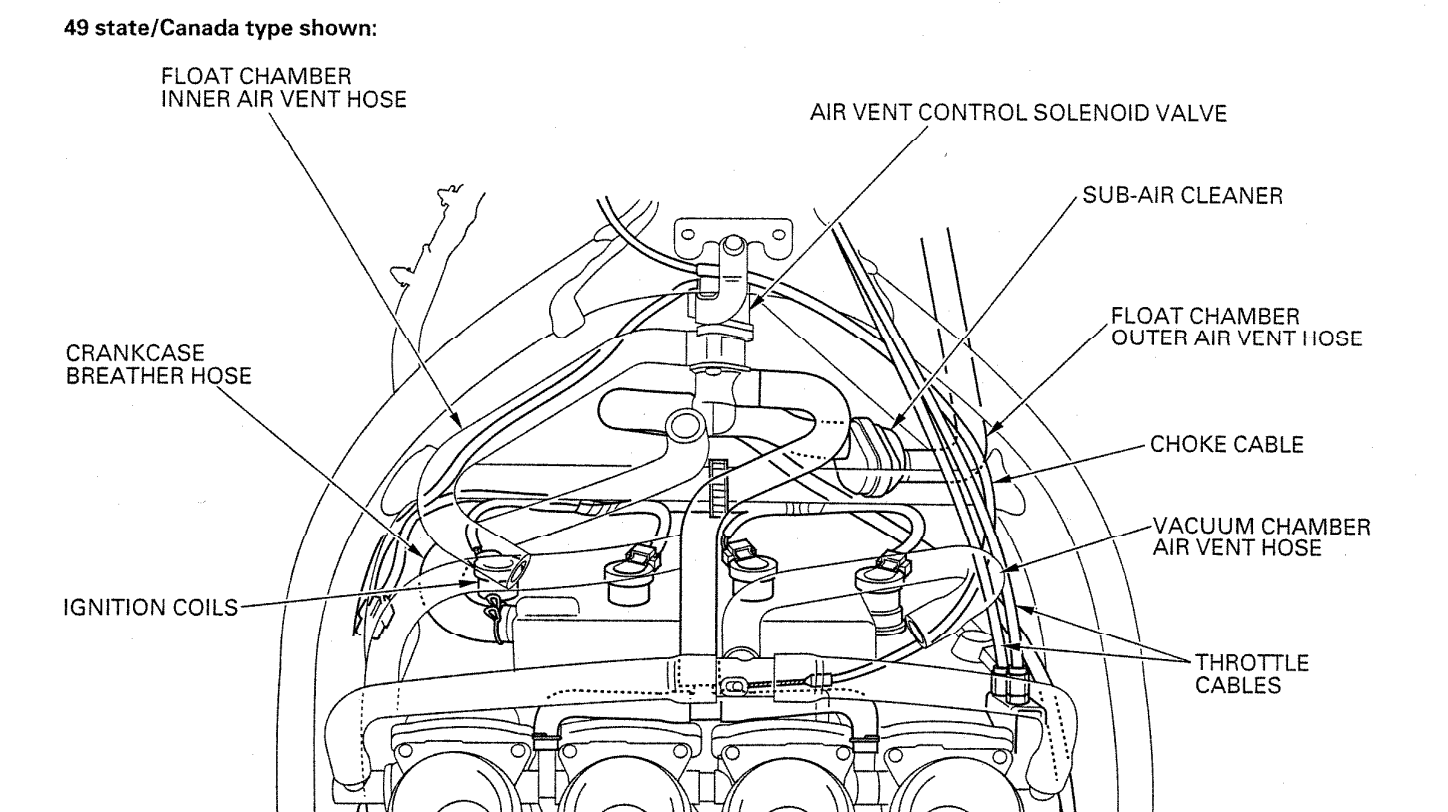 49 state/Canada type shown:
FLOAT CHAMBER
INNER AIR VENT HOSE
AIR VENT CONTROL SOLENOID VALVE
SUB-AIR CLEANER
FLOAT CHAMBER
OUTER AIR VENT HOSE
CRANKCASE
BREATHER HOSE
CHOKE CABLE
VACUUM CHAMBER
AIR VENT HOSE
IGNITION COILS
THROTTLE
CABLES